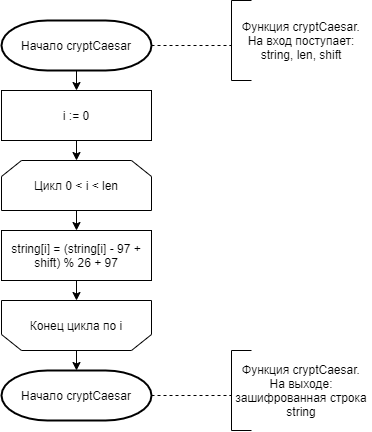 Начало cryptCaesar
Функция cryptCaesar.
На вход поступает:
string, len, shift
i := 0
Цикл 0 < i < len
string[i] = (string[i] - 97 +
shift) % 26 + 97
Конец цикла по i
Начало cryptCaesar
Функция cryptCaesar.
На выходе:
зашифрованная строка
string